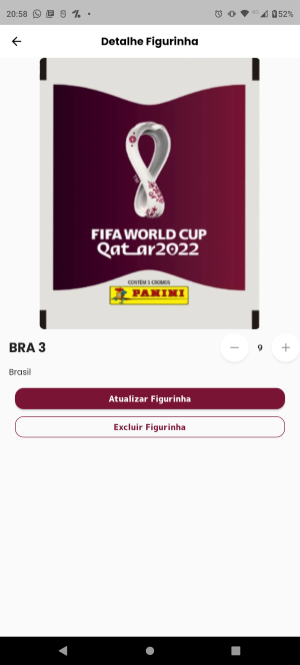 20:58
52%
Detalhe Figurinha
FIFA WORLD CUP
Qatar2022
CONTÉM 5 CROMOS
PANINI
BRA 3
9
Brasil
Atualizar Figurinha
Excluir Figurinha